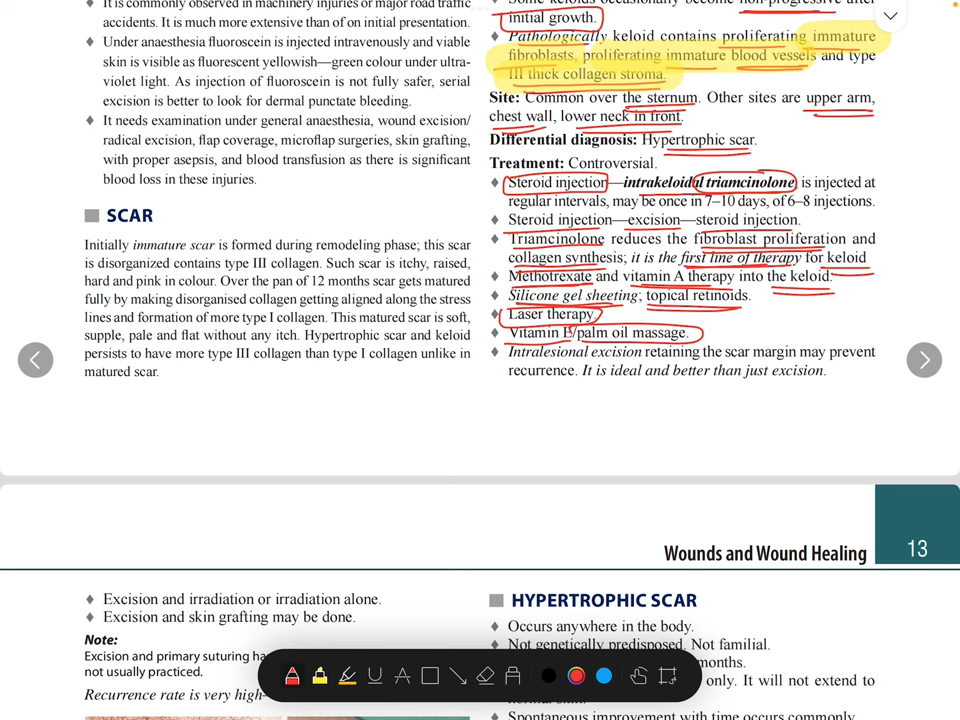 It is commonly observed in machinery injuries or major road traffic
accidents. It is much more extensive than of on initial presentation.
Under anaesthesia fluoroscein is injected intravenously and viable
skin is visible as fluorescent yellowish—green colour under ultra-
violet light. As injection of fluoroscein is not fully safer, serial
excision is better to look for dermal punctate bleeding.
It needs examination under general anaesthesia, wound excision/
radical excision, flap coverage, microflap surgeries, skin grafting,
with proper asepsis, and blood transfusion as there is significant
blood loss in these injuries.
SCAR
Initially immature scar is formed during remodeling phase; this scar
is disorganized contains type III collagen. Such scar is itchy, raised,
hard and pink in colour. Over the pan of 12 months scar gets matured
fully by making disorganised collagen getting aligned along the stress
lines and formation of more type I collagen. This matured scar is soft,
supple, pale and flat without any itch. Hypertrophic scar and keloid
persists to have more type III collagen than type I collagen unlike in
matured scar.
Some keloids occasionally become non-progressive after
initial growth.
Pathologically keloid contains proliferating immature
fibroblasts, proliferating immature blood vessels and type
III thick collagen stroma.
Site: Common over the sternum. Other sites are upper arm,
chest wall, lower neck in front.
Differential diagnosis: Hypertrophic scar.
Treatment: Controversial.
Steroid injection—intrakeloidal triamcinolone, is injected at
regular intervals, may be once in 7–10 days, of 6–8 injections.
Steroid injection—excision—steroid injection.
Triamcinolone reduces the fibroblast proliferation and
collagen synthesis; it is the first line of therapy for keloid
Methotrexate and vitamin A therapy into the keloid.
Silicone gel sheeting; topical retinoids.
Laser therapy.
Vitamin E/palm oil massage.
Intralesional excision retaining the scar margin may prevent
recurrence. It is ideal and better than just excision.
Wounds and Wound Healing 13
Excision and irradiation or irradiation alone.
Excision and skin grafting may be done.
Note:
Excision and primary suturing ha
not usually practiced.
Recurrence rate is very high
HYPERTROPHIC SCAR
Occurs anywhere in the body.
Not genetically predisposed. Not familial.
months.
only. It will not extend to
Spontaneous improvement with time occurs commonly